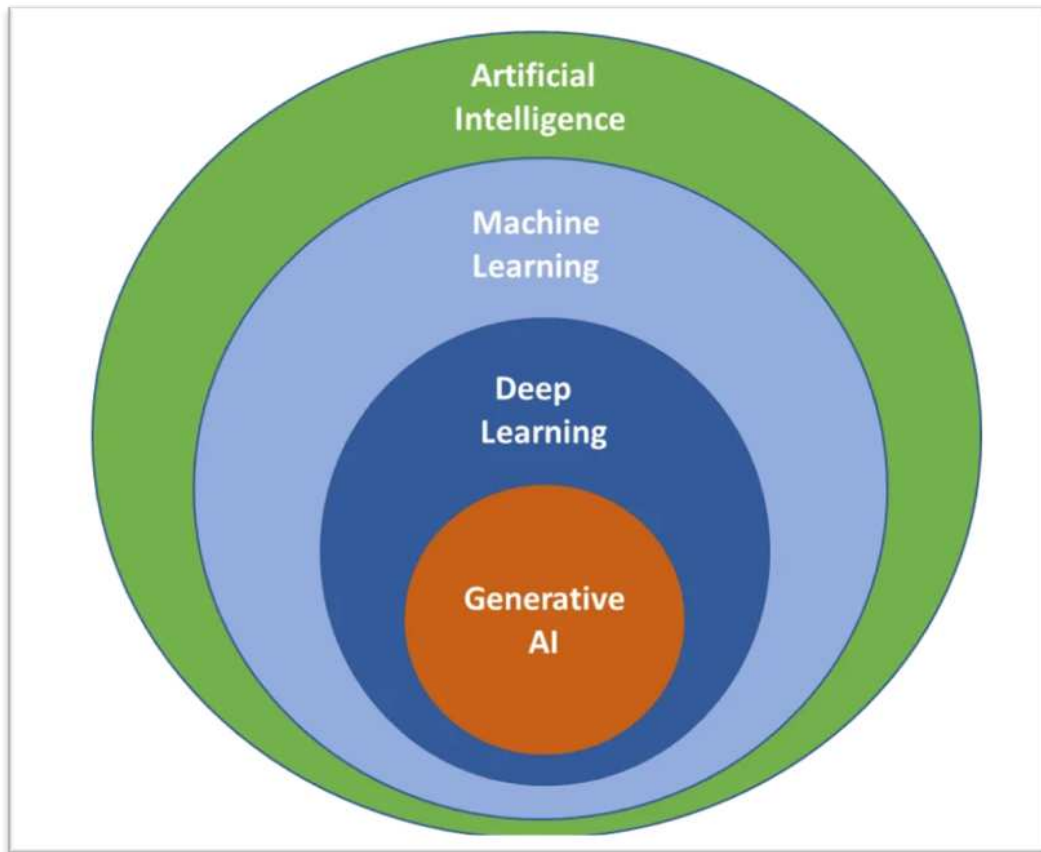 Artificial
Intelligence
Machine
Learning
Deep
Learning
Generative
AI